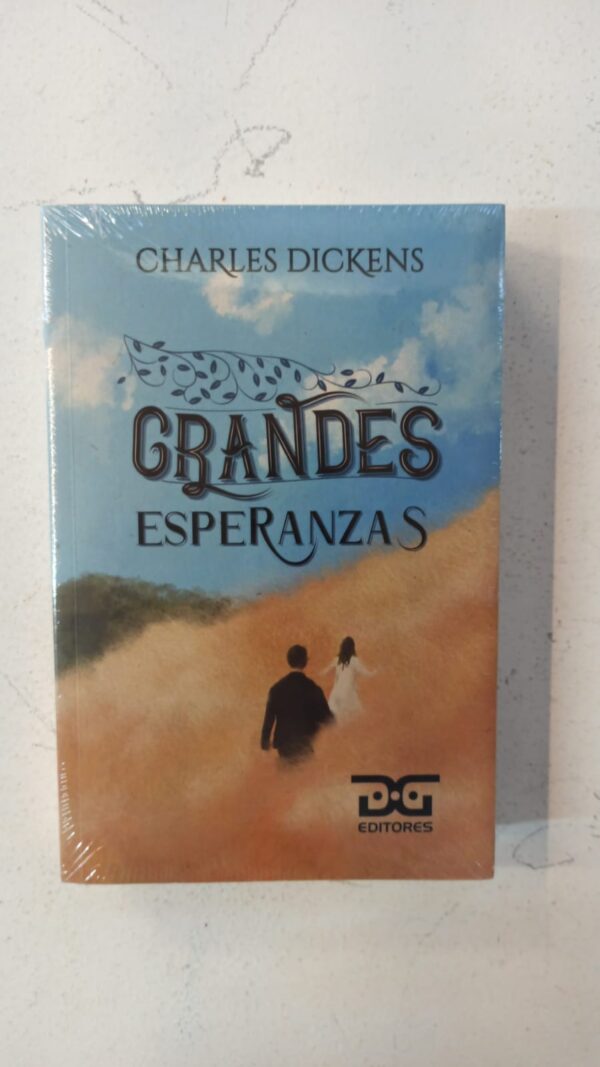 CHARLES DICKENS
GRANDES
ESPERANZAS
DG
EDITORES